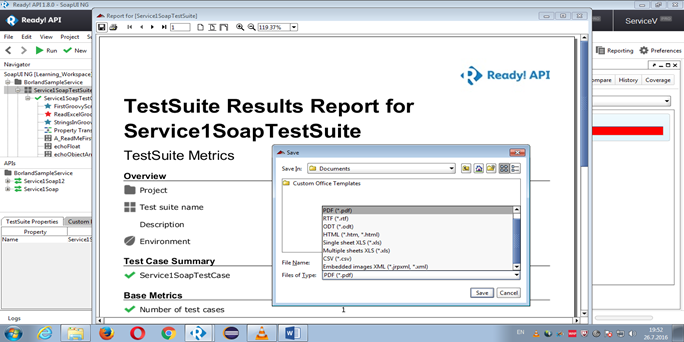 Ready! API 1.8.0 - SoapUI NG
Report for [Service1SoapTestSuite]
Ready! API
ServiceV
File Edit View Project
Run New
119.37%
Reporting Preferences
Navigator
SoapUI NG [Learning_Workspace]
BorlandSampleService
Service1SoapTestSuite
Service1SoapTest
FirstGroovyScri
ReadExcelGroo
StringsInGroov
Property Trans
A_ReadMeFirs
echoFloat
echoObjectArr
APIs
BorlandSampleService
Service1Soap12
Service1Soap
TestSuite Properties
Property
Name Service1S
Logs
ompare History Coverage
Ready! API
TestSuite Results Report for
Service1SoapTestSuite
TestSuite Metrics
Overview
Project
Test suite name
Description
Environment
Test Case Summary
Service1SoapTestCase
Base Metrics
Number of test cases 1
Save
Save In: Documents
Custom Office Templates
PDF (*.pdf)
RTF (*.rtf)
ODT (*.odt)
HTML (*.htm, *.html)
Single sheet XLS (*.xls)
Multiple sheets XLS (*.xls)
CSV (*.csv)
Embedded images XML (*.jrpxml, *.xml)
File Name:
Files of Type: PDF (*.pdf)
Save Cancel
EN
19:52
26.7.2016